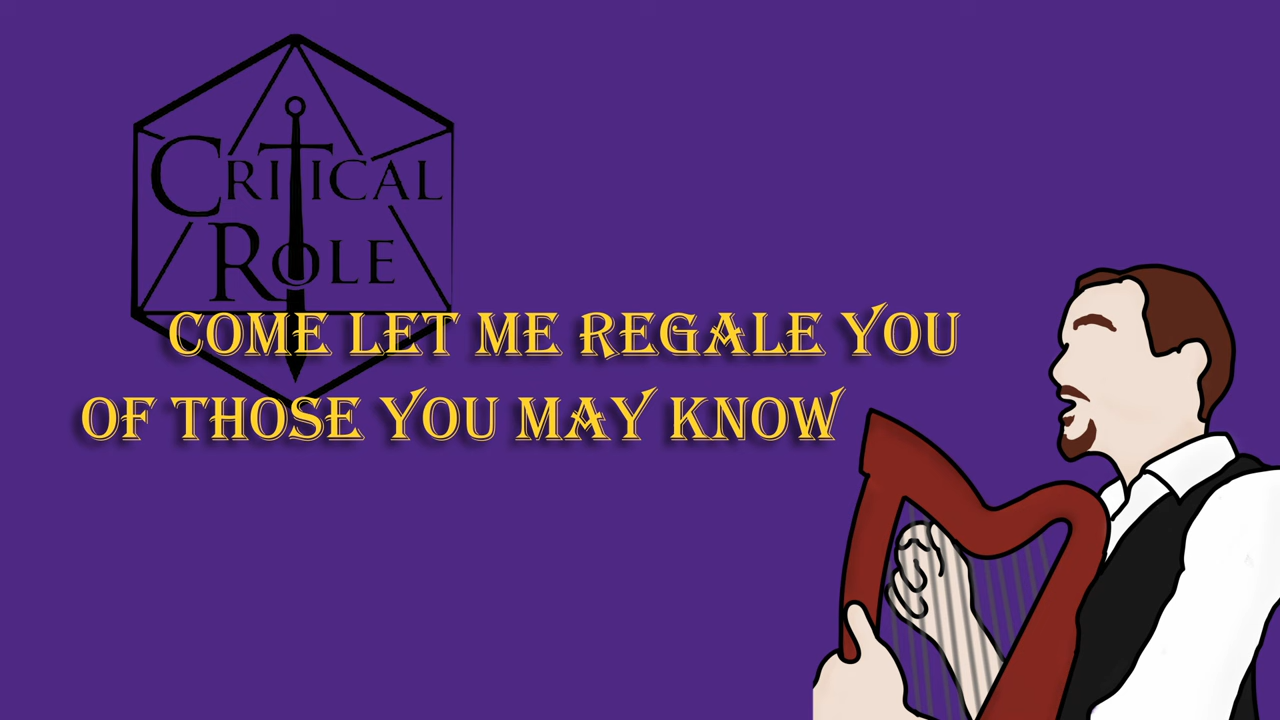 CRITICAL
ROLE
COME LET ME REGALE YOU
OF THOSE YOU MAY KNOW